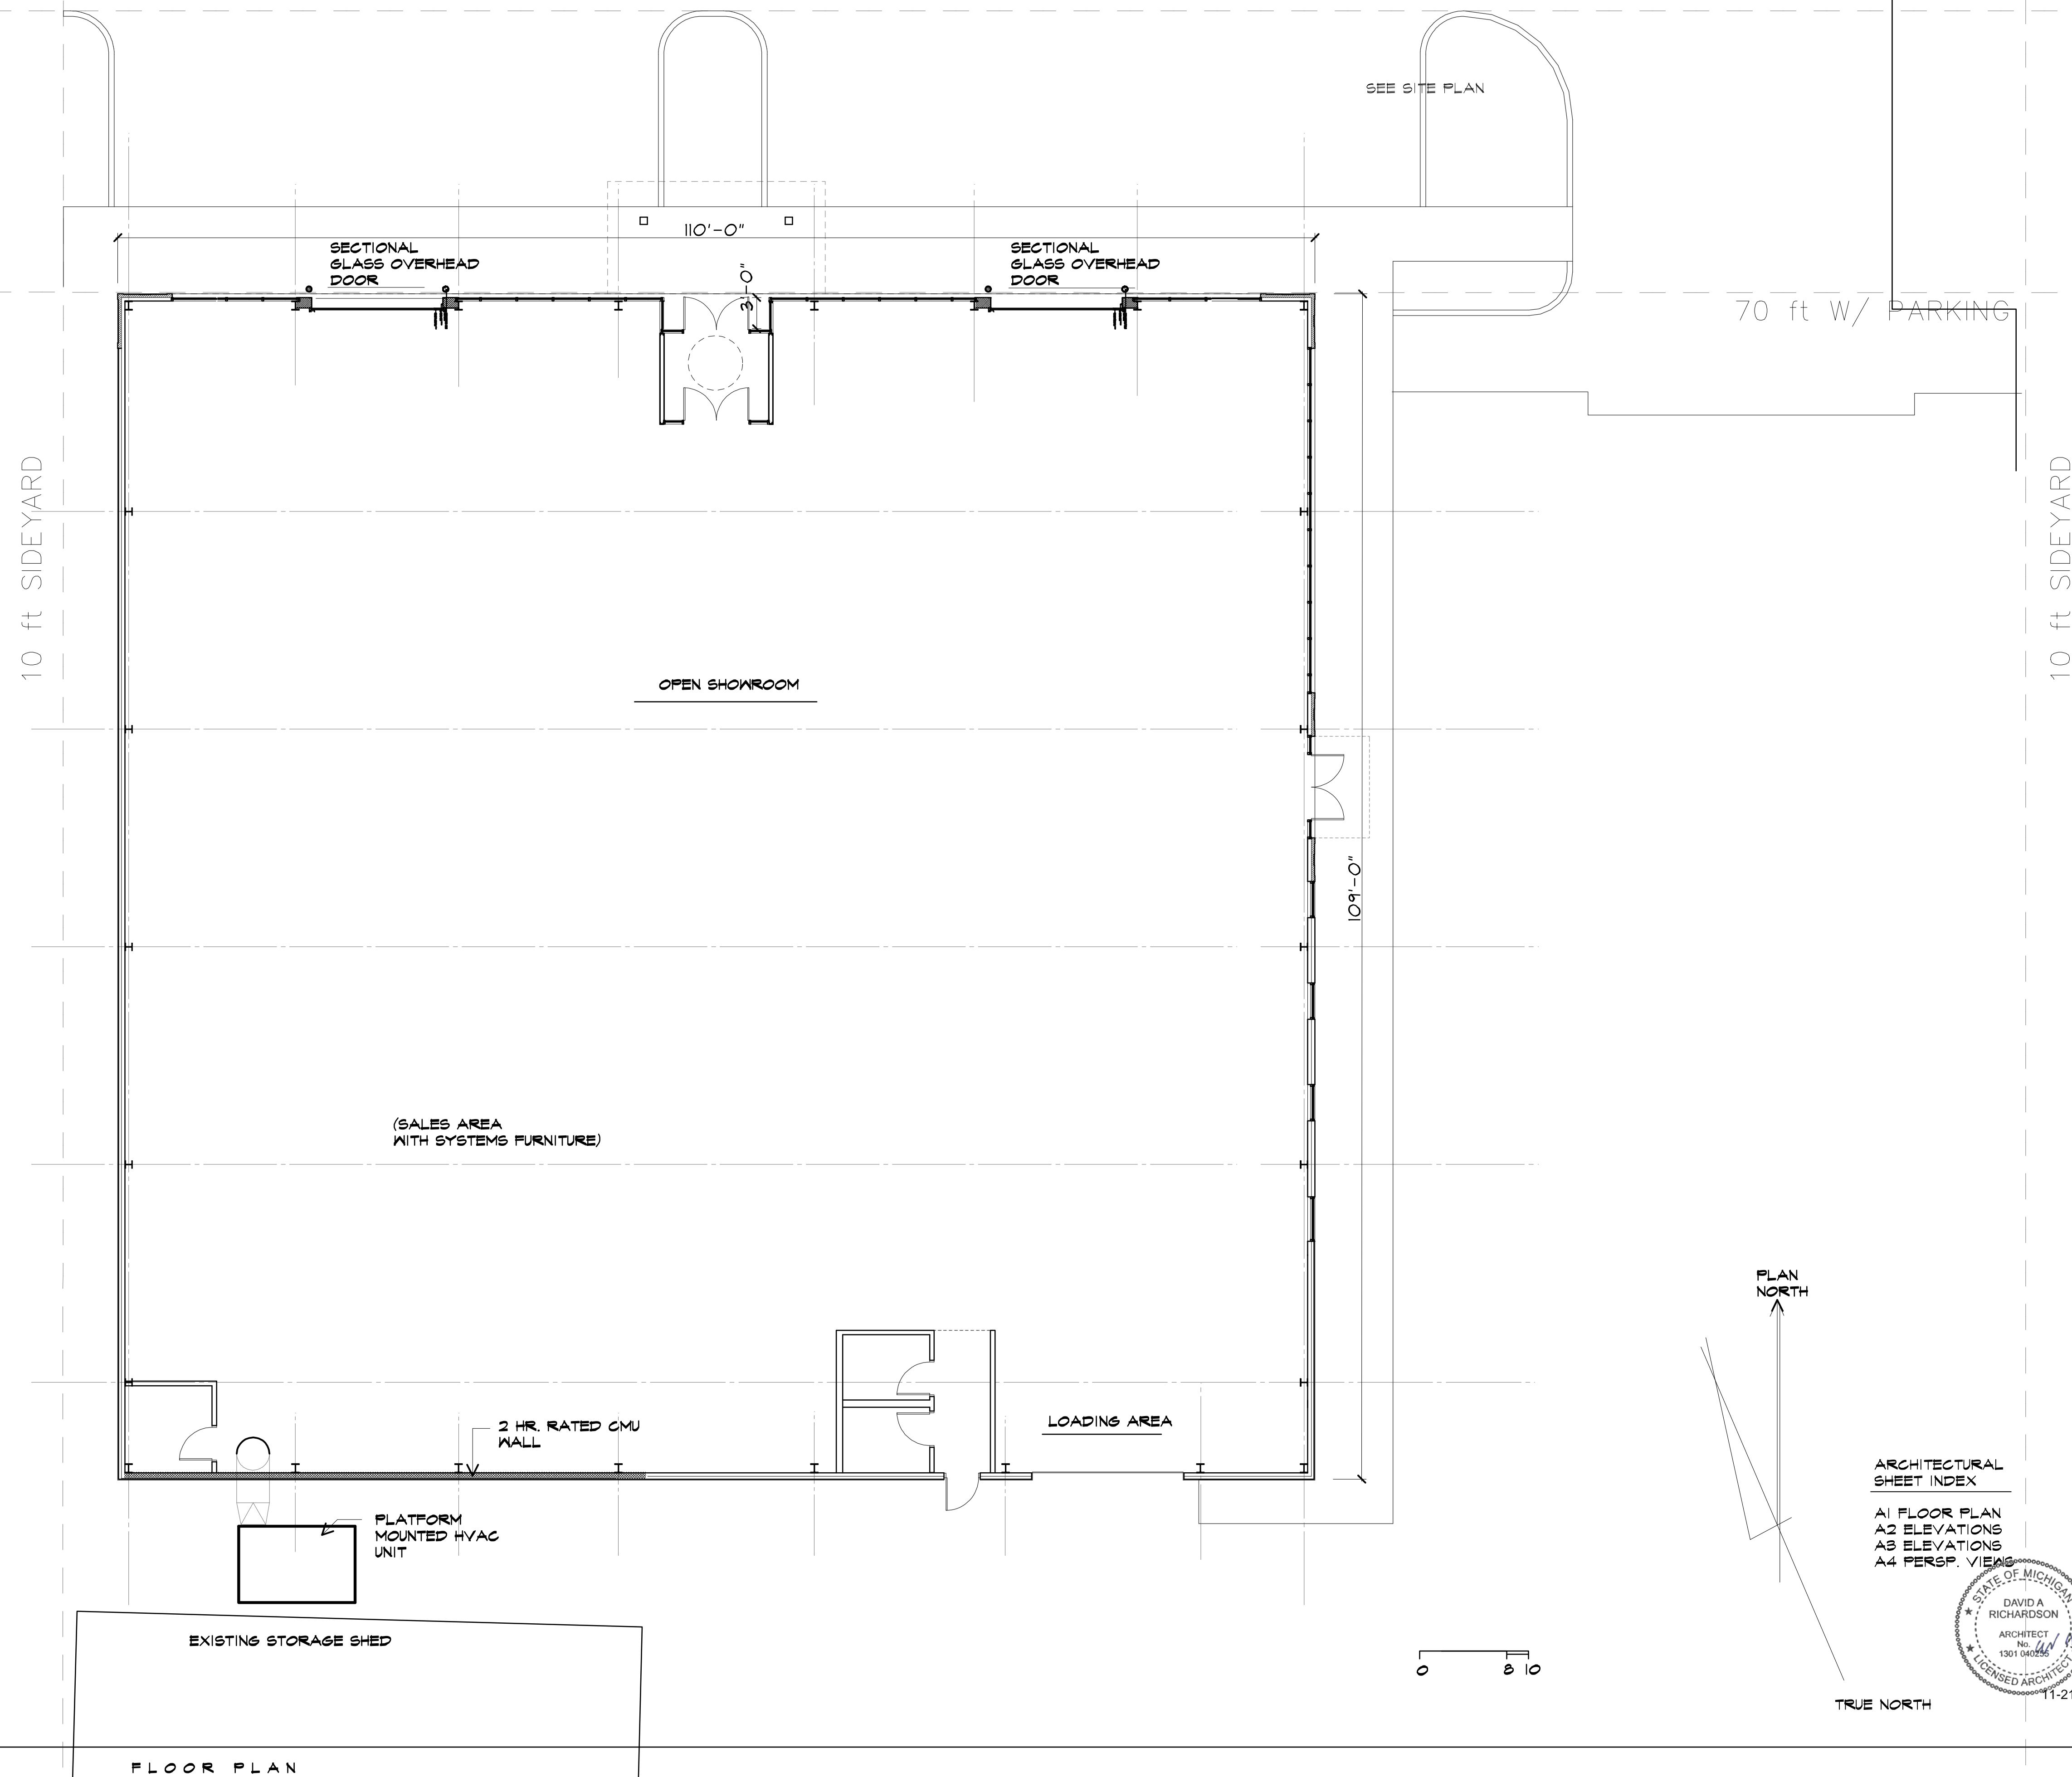 SEE SITE PLAN
110'-0"
SECTIONAL
GLASS OVERHEAD
DOOR
3'-0"
SECTIONAL
GLASS OVERHEAD
DOOR
70 ft W/ PARKING
10 ft SIDEYARD
10 ft SIDEYARD
OPEN SHOWROOM
109'-0"
(SALES AREA
WITH SYSTEMS FURNITURE)
PLAN
NORTH
2 HR. RATED CMU
WALL
LOADING AREA
ARCHITECTURAL
SHEET INDEX
A1 FLOOR PLAN
A2 ELEVATIONS
A3 ELEVATIONS
A4 PERSP. VIEWS
PLATFORM
MOUNTED HVAC
UNIT
STATE OF MICHIGAN
DAVID A
RICHARDSON
ARCHITECT
No.
1301 040255
LICENSED ARCHITECT
11-21
EXISTING STORAGE SHED
0 8 10
TRUE NORTH
FLOOR PLAN